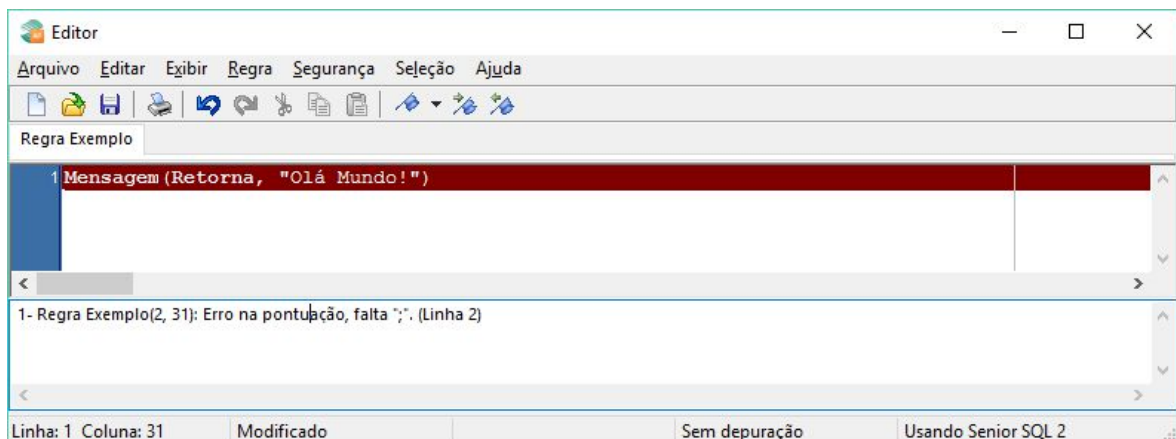 Editor
Arquivo Editar Exibir Regra Segurança Seleção Ajuda
Regra Exemplo
1 Mensagem(Retorna, "Olá Mundo!")
1- Regra Exemplo(2, 31): Erro na pontuação, falta ";". (Linha 2)
Linha: 1 Coluna: 31 Modificado Sem depuração Usando Senior SQL 2